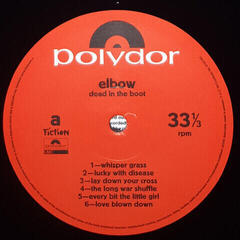 polydor
elbow
dead in the boot
a
Fiction
33⅓
rpm
1—whisper grass
2—lucky with disease
3—lay down your cross
4—the long war shuffle
5—every bit the little girl
6—love blown down